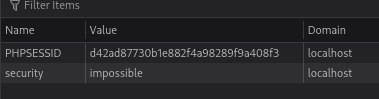 Filter Items
Name Value Domain
PHPSESSID d42ad87730b1e882f4a98289f9a408f3 localhost
security impossible localhost